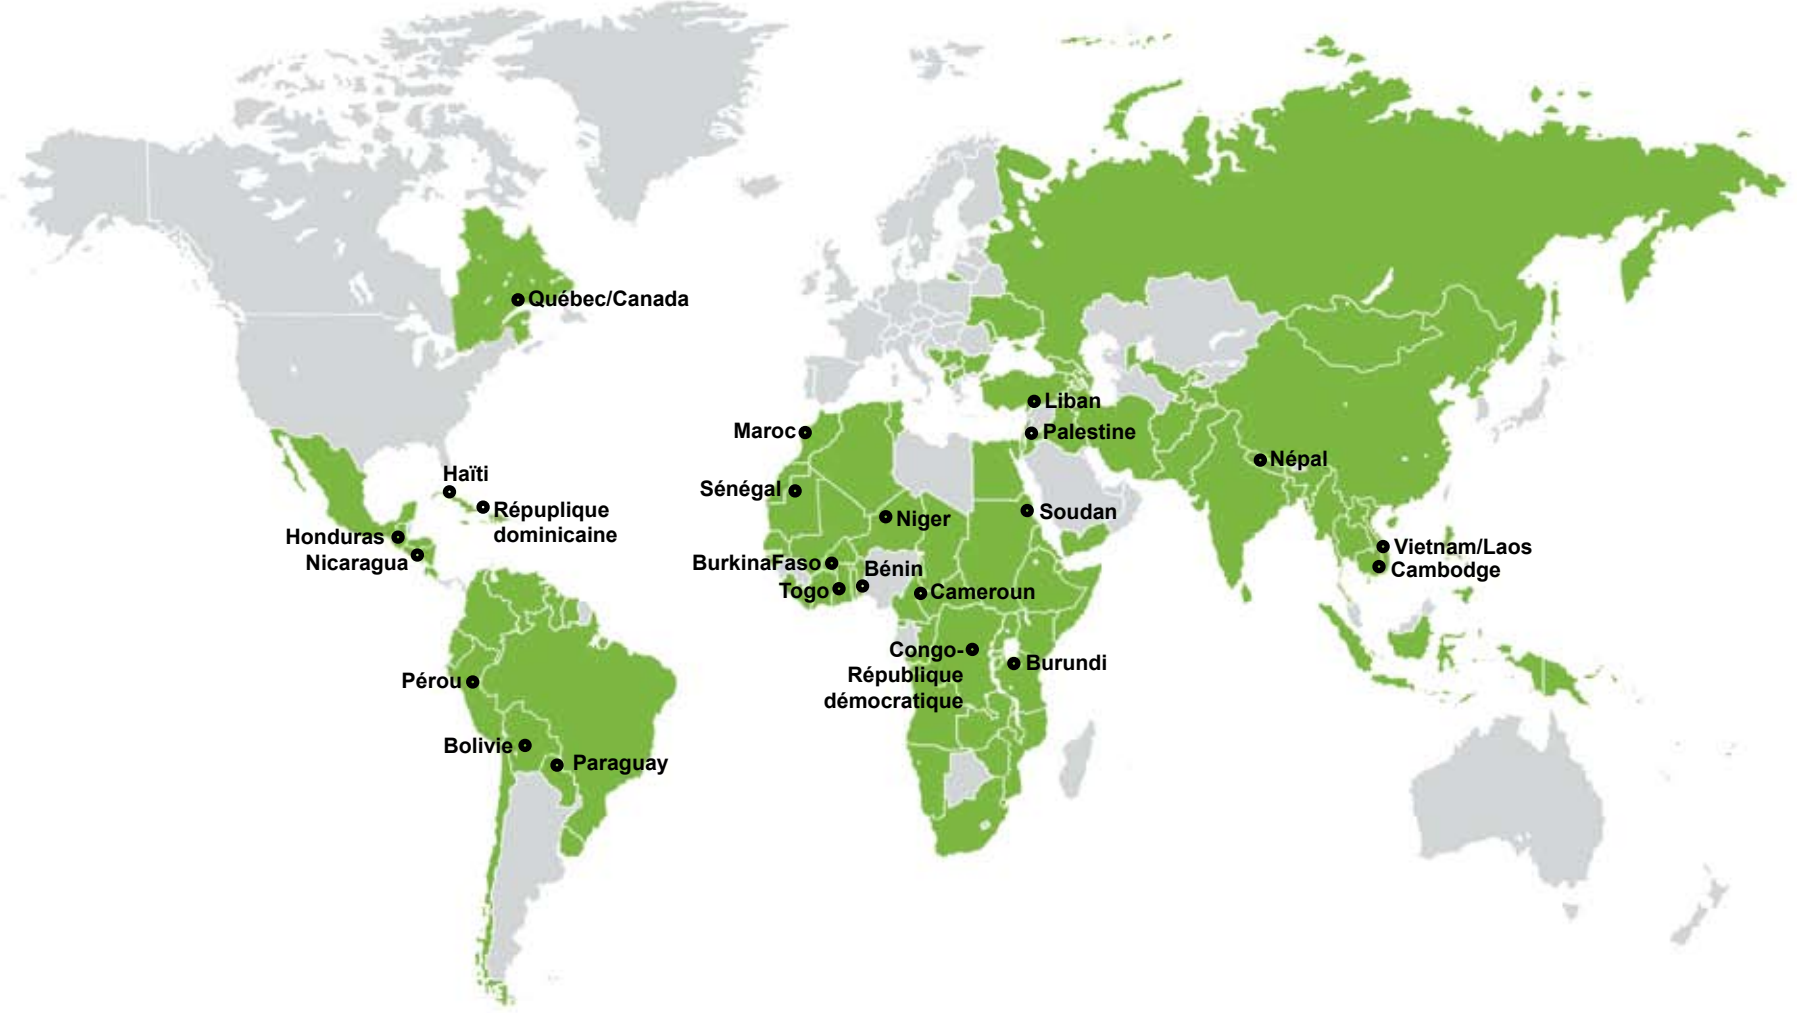 Québec/Canada
Liban
Maroc
Palestine
Népal
Haïti
Sénégal
Répuplique
dominicaine
Niger
Soudan
Honduras
Nicaragua
Vietnam/Laos
Cambodge
BurkinaFaso
Bénin
Togo
Cameroun
Congo-
République
démocratique
Burundi
Pérou
Bolivie
Paraguay